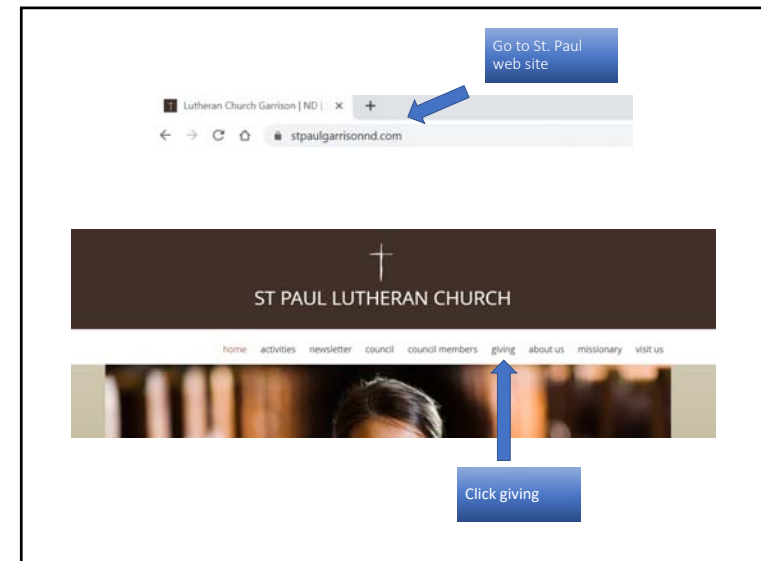 Go to St. Paul
web site
Lutheran Church Garrison | ND |
stpaulgarrisonnd.com
ST PAUL LUTHERAN CHURCH
home activities newsletter council council members giving about us missionary visit us
Click giving